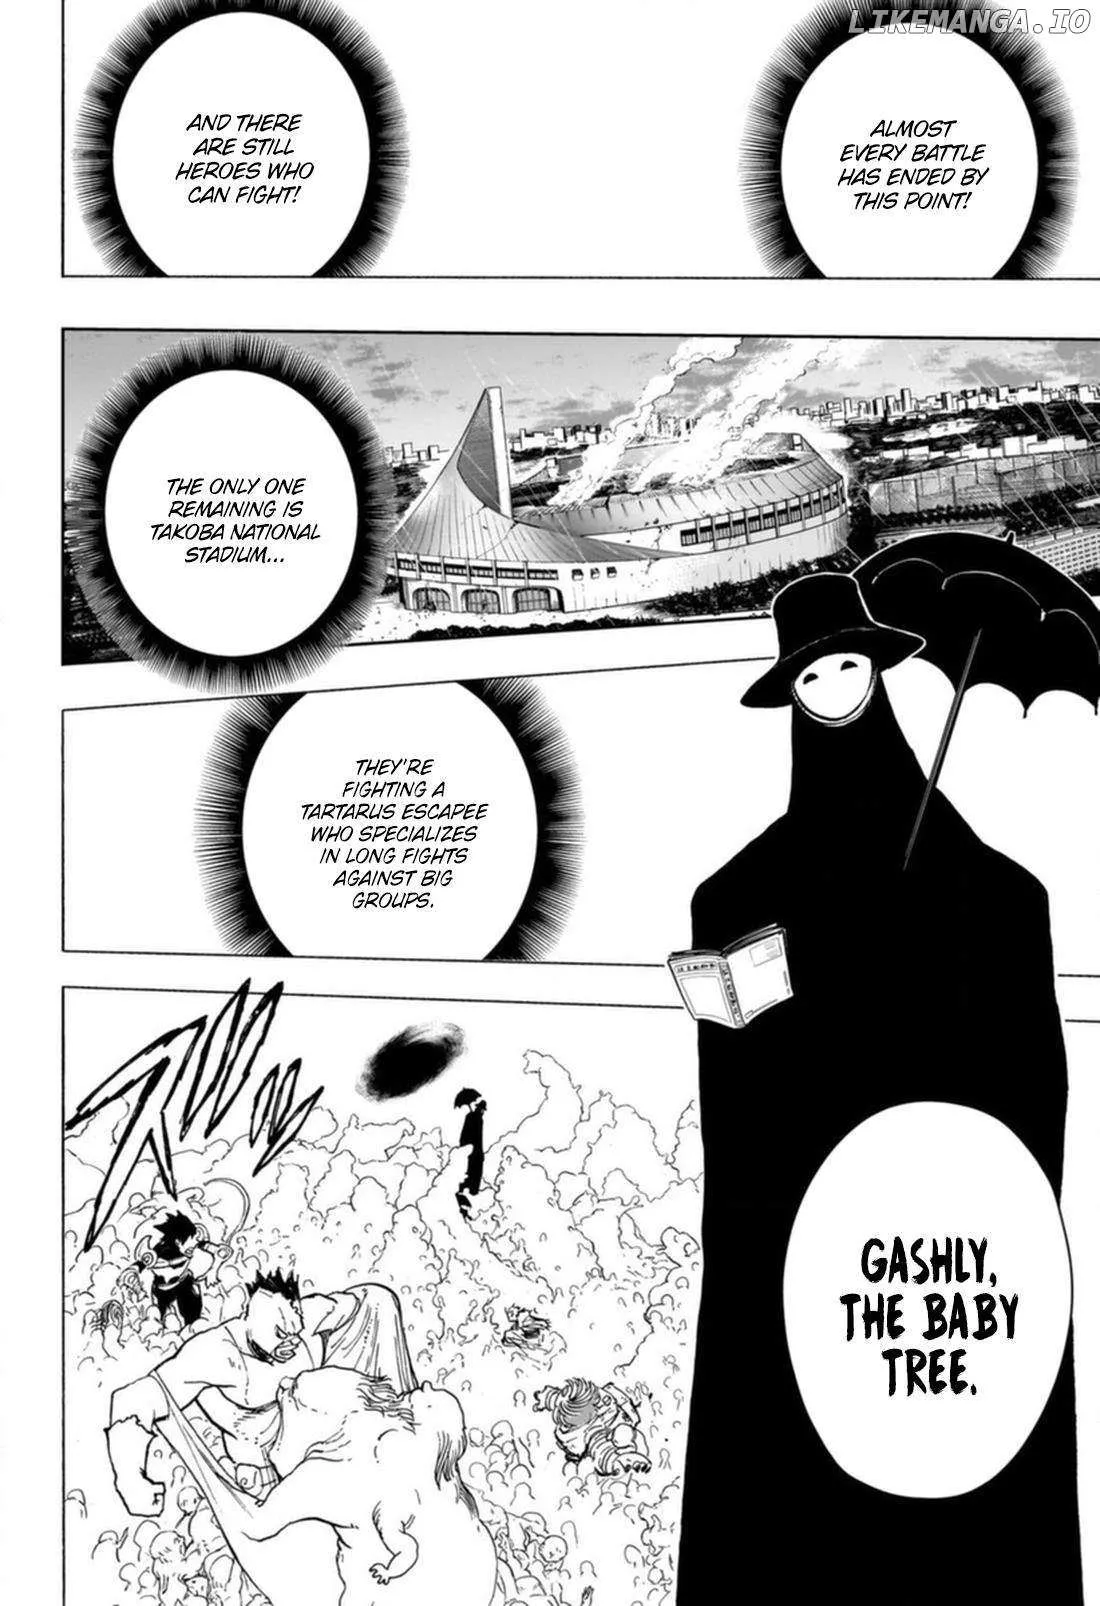 LIKEMANGA.IO
ALMOST
EVERY BATTLE
HAS ENDED BY
THIS POINT!
AND THERE
ARE STILL
HEROES WHO
CAN FIGHT!
THE ONLY ONE
REMAINING IS
TAKOBA NATIONAL
STADIUM...
THEY'RE
FIGHTING A
TARTARUS ESCAPEE
WHO SPECIALIZES
IN LONG FIGHTS
AGAINST BIG
GROUPS.
GASHLY,
THE BABY
TREE.